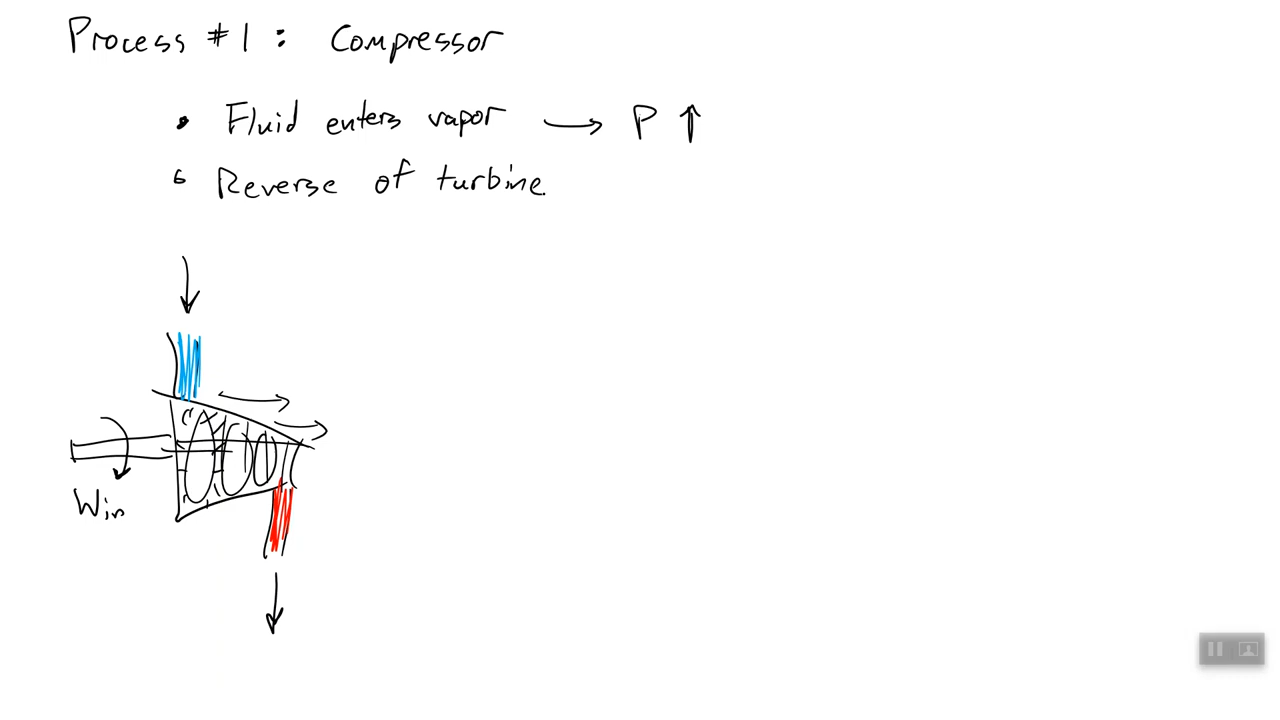 Process #1: Compressor
• Fluid enters vapor → P ↑
• Reverse of turbine
Win